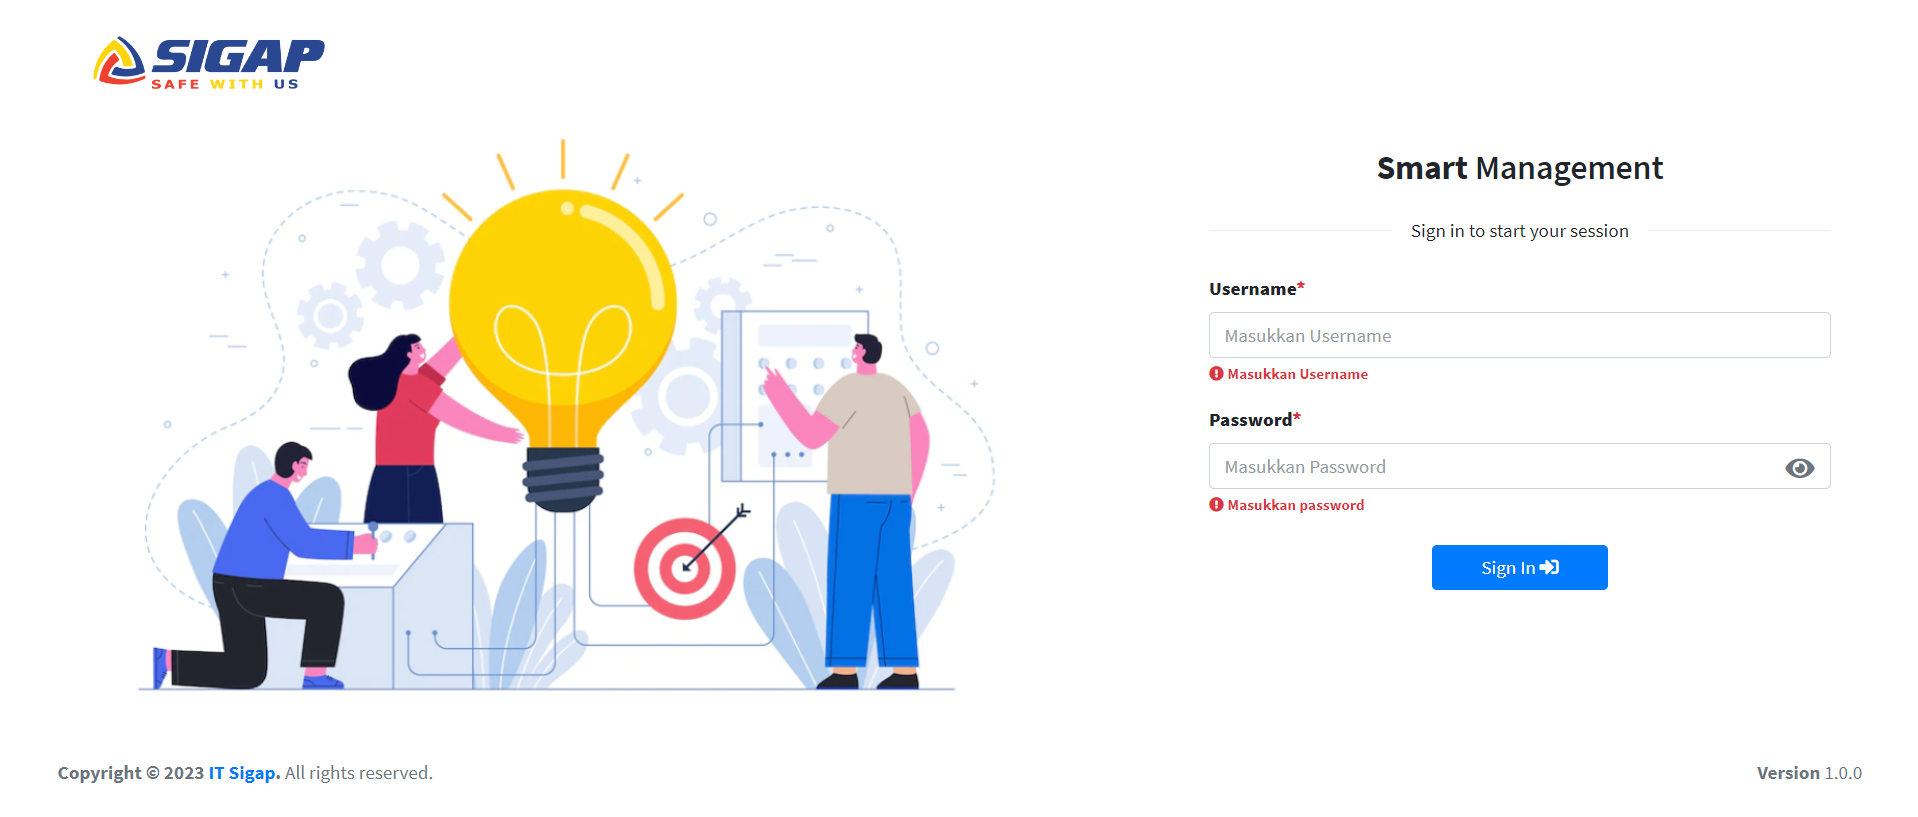 SIGAP
SAFE WITH US
Smart Management
Sign in to start your session
Username*
Masukkan Username
Masukkan Username
Password*
Masukkan Password
Masukkan password
Sign In
Copyright © 2023 IT Sigap. All rights reserved.
Version 1.0.0